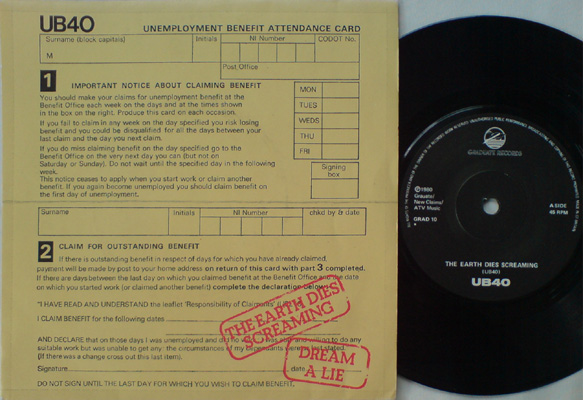 UB40 UNEMPLOYMENT BENEFIT ATTENDANCE CARD
Surname (block capitals) Initials NI Number CODOT No.
M
Post Office
1 IMPORTANT NOTICE ABOUT CLAIMING BENEFIT
You should make your claims for unemployment benefit at the
Benefit Office each week on the days and at the times shown
in the box on the right. Produce this card on each occasion.
If you fail to claim in any week on the day specified you risk losing
benefit and you could be disqualified for all the days between your
last claim and the day you next claim.
If you do miss claiming benefit on the day specified go to the
Benefit Office on the very next day you can (but not on
Saturday or Sunday). Do not wait until the specified day in the following
week.
This notice ceases to apply when you start work or claim another
benefit. If you again become unemployed you should claim benefit on
the first day of unemployment.
MON
TUES
WEDS
THU
FRI
Signing
box
Surname Initials NI Number chkd by & date
2 CLAIM FOR OUTSTANDING BENEFIT
If there is outstanding benefit in respect of days for which you have already claimed,
payment will be made by post to your home address on return of this card with part 3 completed.
If there are days between the last day on which you claimed benefit at the Benefit Office and the date
on which you started work (or claimed another benefit) complete the declaration below
"I HAVE READ AND UNDERSTAND the leaflet 'Responsibility of Claimants'
I CLAIM BENEFIT for the following dates
AND DECLARE that on those days I was unemployed and did no work, I was able and willing to do any
suitable work but was unable to get any: the circumstances of my dependants were as last stated
(If there was a change cross out this last item).
Signature date
DO NOT SIGN UNTIL THE LAST DAY FOR WHICH YOU WISH TO CLAIM BENEFIT.
THE EARTH DIES
SCREAMING
DREAM
A LIE
GRADUATE RECORDS
℗1980
Graduate/
New Claims/
ATV Music
GRAD 10
A SIDE
45 RPM
THE EARTH DIES SCREAMING
(UB40)
UB40